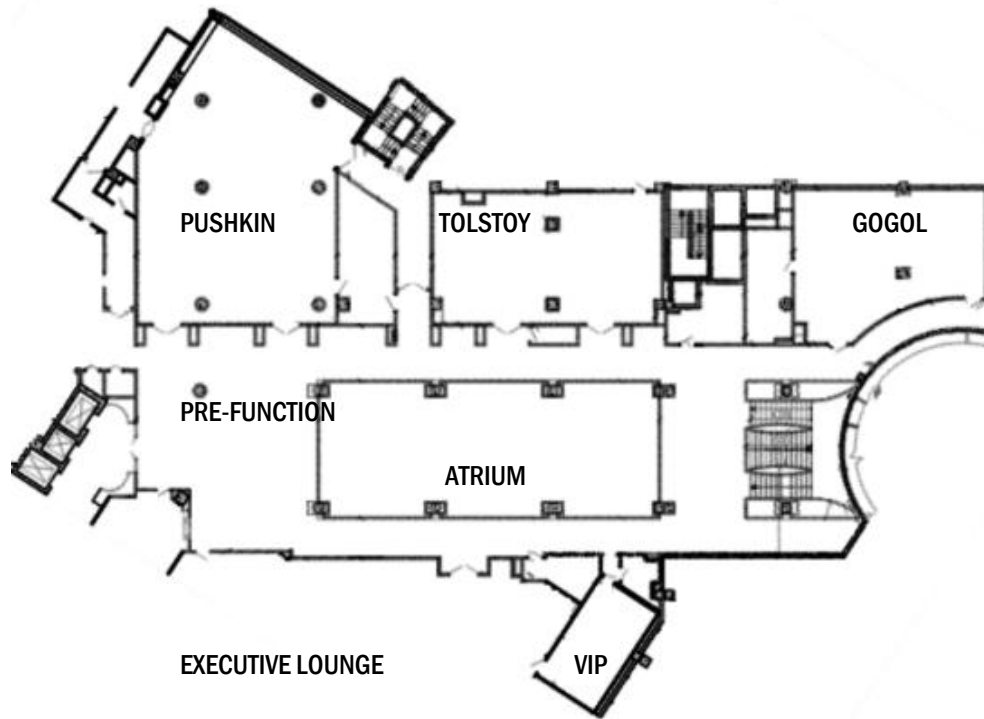 PUSHKIN
TOLSTOY
GOGOL
PRE-FUNCTION
ATRIUM
EXECUTIVE LOUNGE
VIP